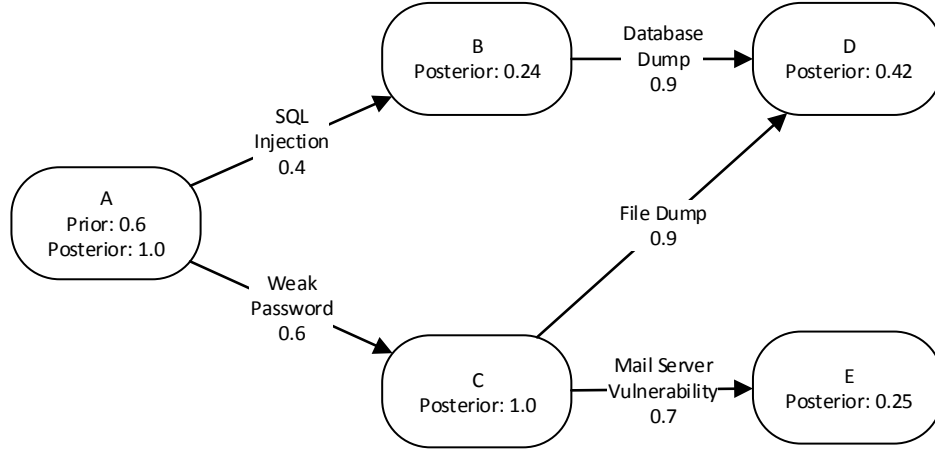 B
Posterior: 0.24
Database
Dump
0.9
D
Posterior: 0.42
SQL
Injection
0.4
A
Prior: 0.6
Posterior: 1.0
File Dump
0.9
Weak
Password
0.6
C
Posterior: 1.0
Mail Server
Vulnerability
0.7
E
Posterior: 0.25